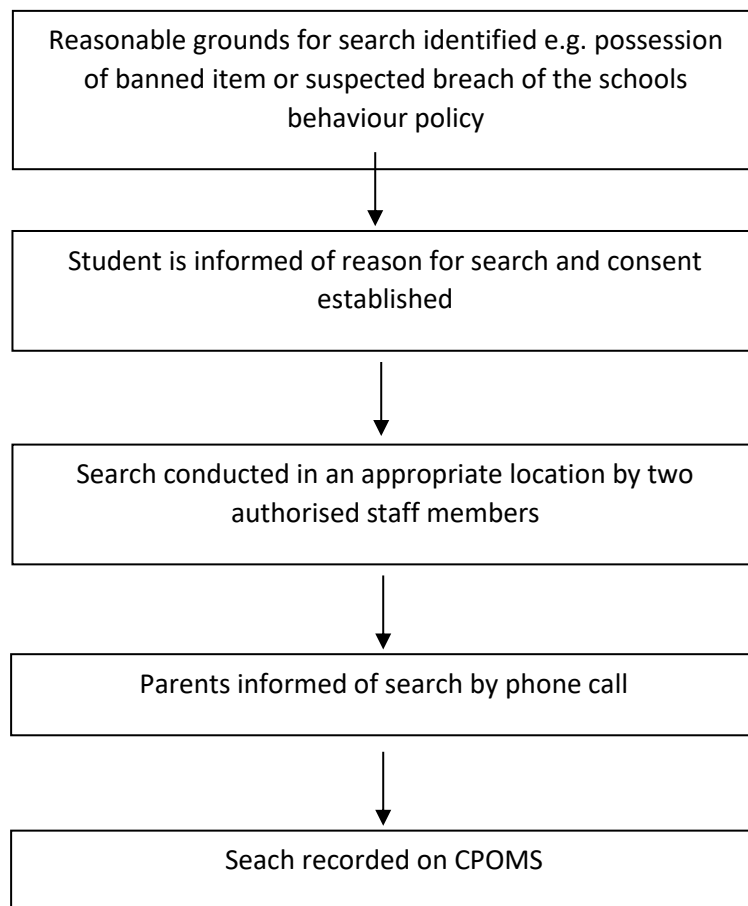 Reasonable grounds for search identified e.g. possession
of banned item or suspected breach of the schools
behaviour policy
Student is informed of reason for search and consent
established
Search conducted in an appropriate location by two
authorised staff members
Parents informed of search by phone call
Seach recorded on CPOMS